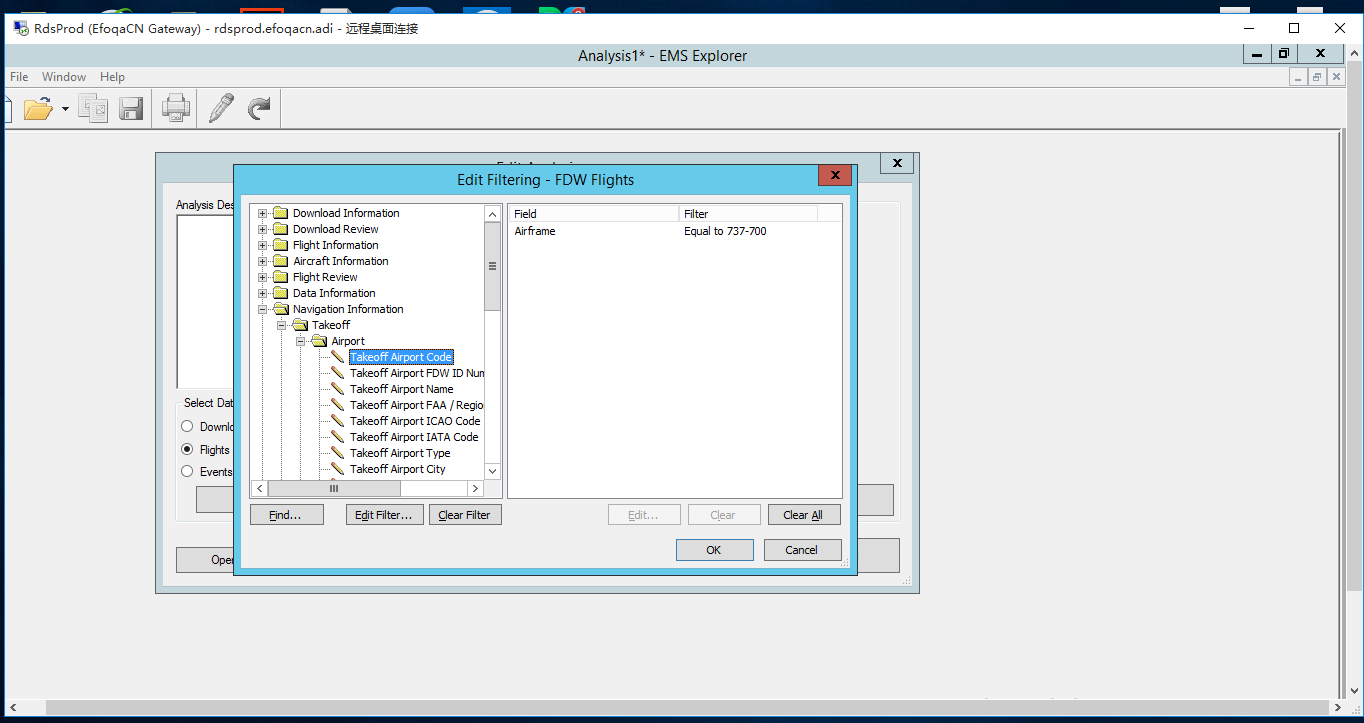 RdsProd (EfoqaCN Gateway) - rdsprod.efoqacn.adi - 远程桌面连接
Analysis1* - EMS Explorer
File Window Help
Edit Filtering - FDW Flights
Analysis Des
Select Dat
Downlo
Flights
Events
Oper
Download Information
Download Review
Flight Information
Aircraft Information
Flight Review
Data Information
Navigation Information
Takeoff
Airport
Takeoff Airport Code
Takeoff Airport FDW ID Num
Takeoff Airport Name
Takeoff Airport FAA / Regio
Takeoff Airport ICAO Code
Takeoff Airport IATA Code
Takeoff Airport Type
Takeoff Airport City
Field Filter
Airframe Equal to 737-700
Find... Edit Filter... Clear Filter Edit... Clear Clear All
OK Cancel